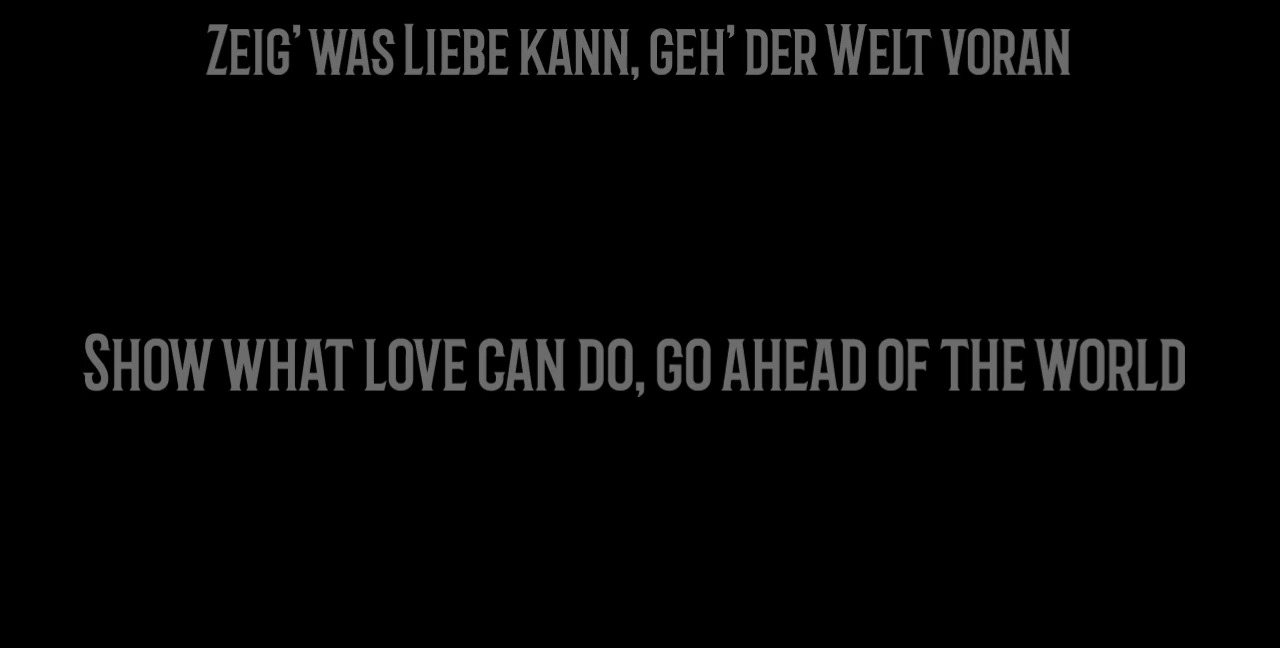 Zeig’ was Liebe kann, geh’ der Welt voran
Show what love can do, go ahead of the world